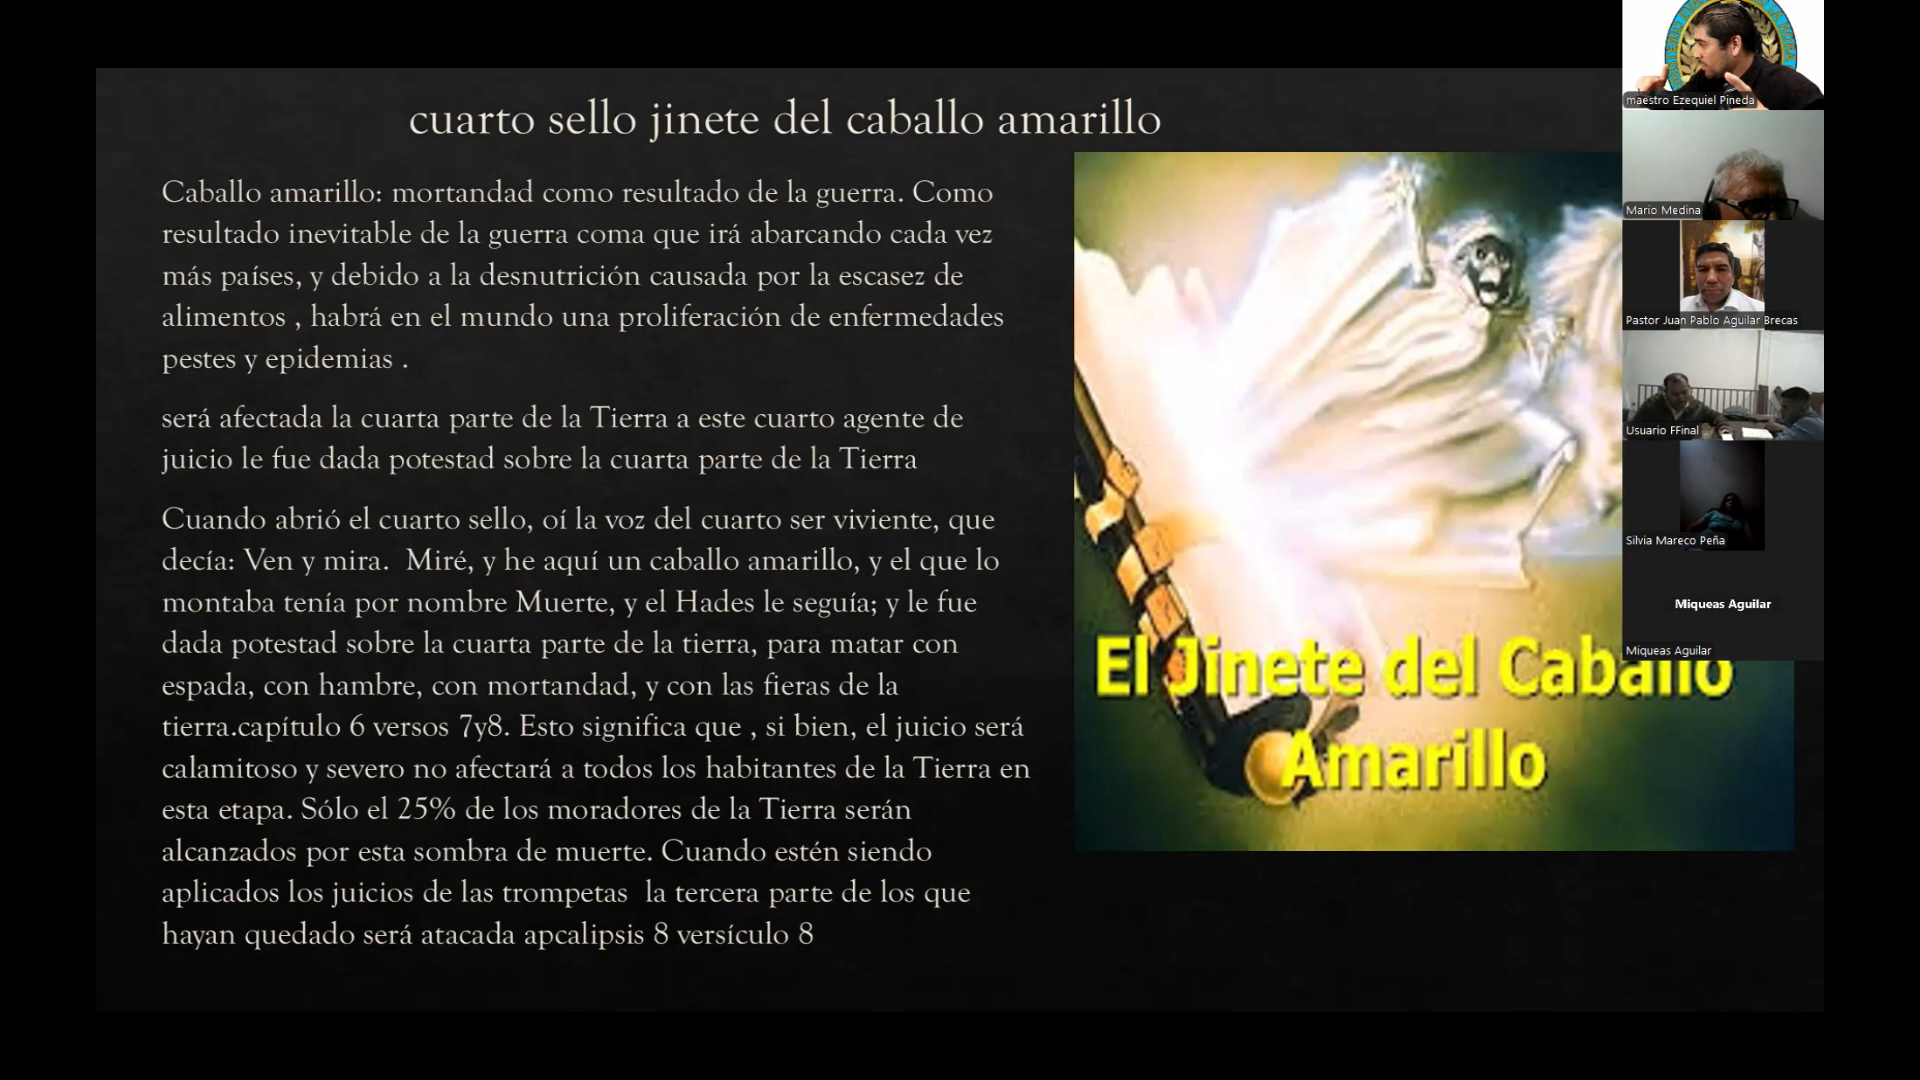 cuarto sello jinete del caballo amarillo
Caballo amarillo: mortandad como resultado de la guerra. Como
resultado inevitable de la guerra coma que irá abarcando cada vez
más países, y debido a la desnutrición causada por la escasez de
alimentos , habrá en el mundo una proliferación de enfermedades
pestes y epidemias .
será afectada la cuarta parte de la Tierra a este cuarto agente de
juicio le fue dada potestad sobre la cuarta parte de la Tierra
Cuando abrió el cuarto sello, oí la voz del cuarto ser viviente, que
decía: Ven y mira. Miré, y he aquí un caballo amarillo, y el que lo
montaba tenía por nombre Muerte, y el Hades le seguía; y le fue
dada potestad sobre la cuarta parte de la tierra, para matar con
espada, con hambre, con mortandad, y con las fieras de la
tierra.capítulo 6 versos 7y8. Esto significa que , si bien, el juicio será
calamitoso y severo no afectará a todos los habitantes de la Tierra en
esta etapa. Sólo el 25% de los moradores de la Tierra serán
alcanzados por esta sombra de muerte. Cuando estén siendo
aplicados los juicios de las trompetas la tercera parte de los que
hayan quedado será atacada apcalipsis 8 versículo 8
El Jinete del Caballo
Amarillo
maestro Ezequiel Pineda
Mario Medina
Pastor Juan Pablo Aguilar Brecas
Usuario FFinal
Silvia Mareco Peña
Miqueas Aguilar
Miqueas Aguilar